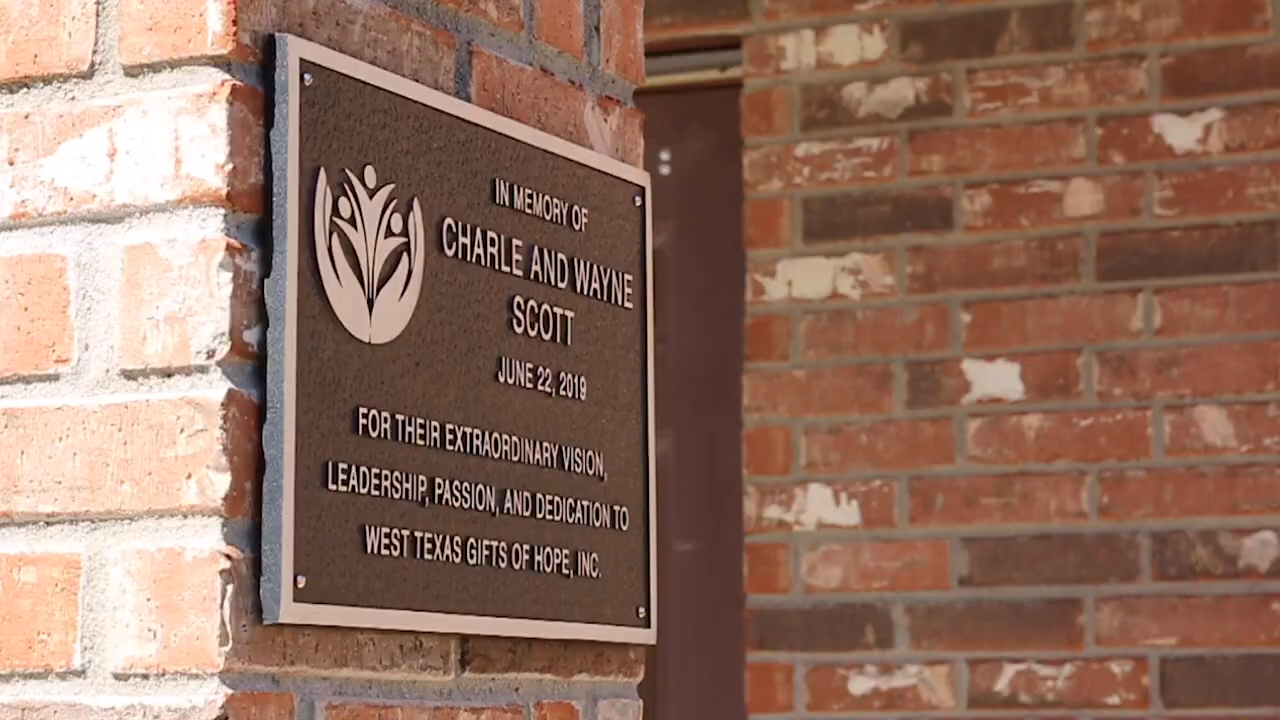 IN MEMORY OF
CHARLE AND WAYNE
SCOTT
JUNE 22, 2019
FOR THEIR EXTRAORDINARY VISION,
LEADERSHIP, PASSION, AND DEDICATION TO
WEST TEXAS GIFTS OF HOPE, INC.